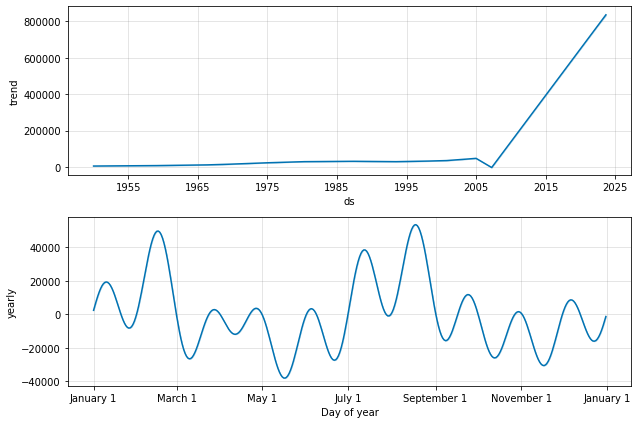 800000
600000
400000
200000
0
trend
1955 1965 1975 1985 1995 2005 2015 2025
ds
40000
20000
0
−20000
−40000
yearly
January 1 March 1 May 1 July 1 September 1 November 1 January 1
Day of year